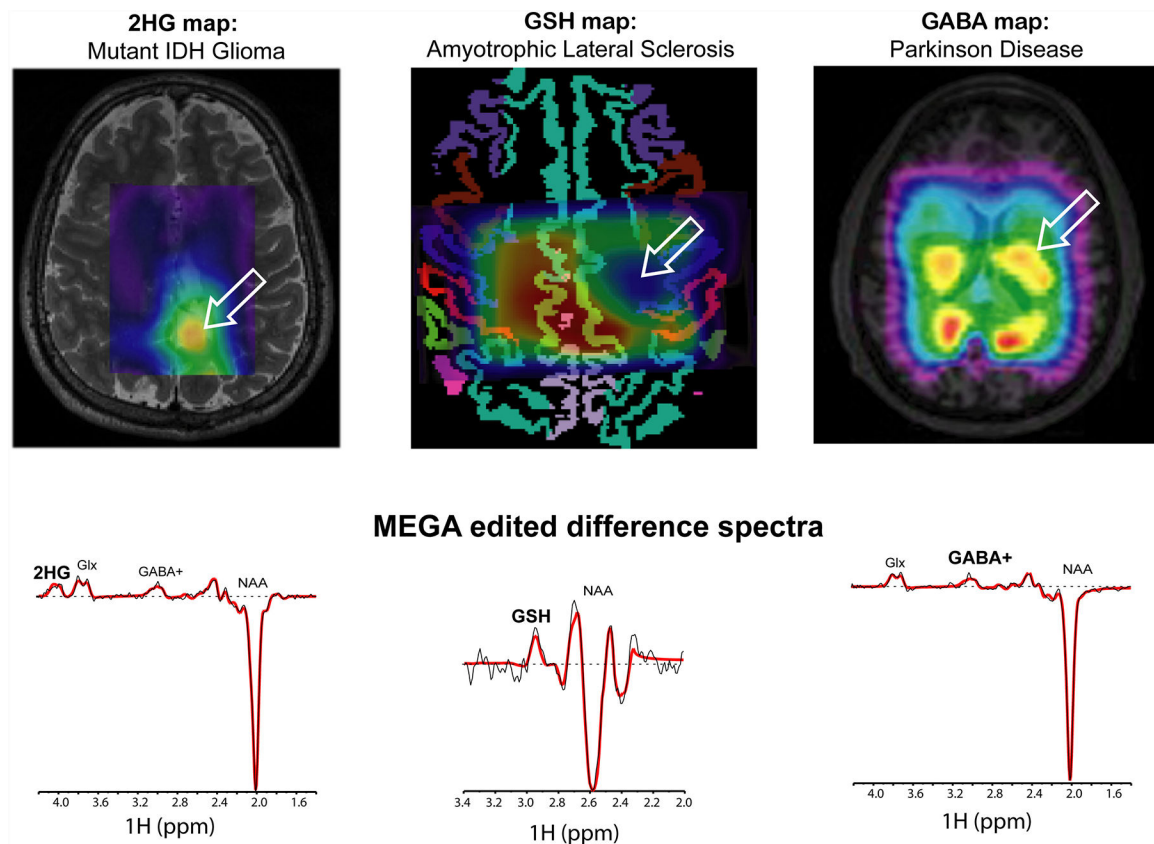 2HG map:
Mutant IDH Glioma
GSH map:
Amyotrophic Lateral Sclerosis
GABA map:
Parkinson Disease
MEGA edited difference spectra
2HG
Glx
GABA+
NAA
4.0
3.6
2.8
2.4
2.0
1.6
1H (ppm)
GSH
NAA
3.4
3.2
3.0
2.8
2.6
2.4
2.2
2.0
1H (ppm)
Glx
GABA+
NAA
4.0
3.6
3.2
2.8
2.4
2.0
1.6
1H (ppm)